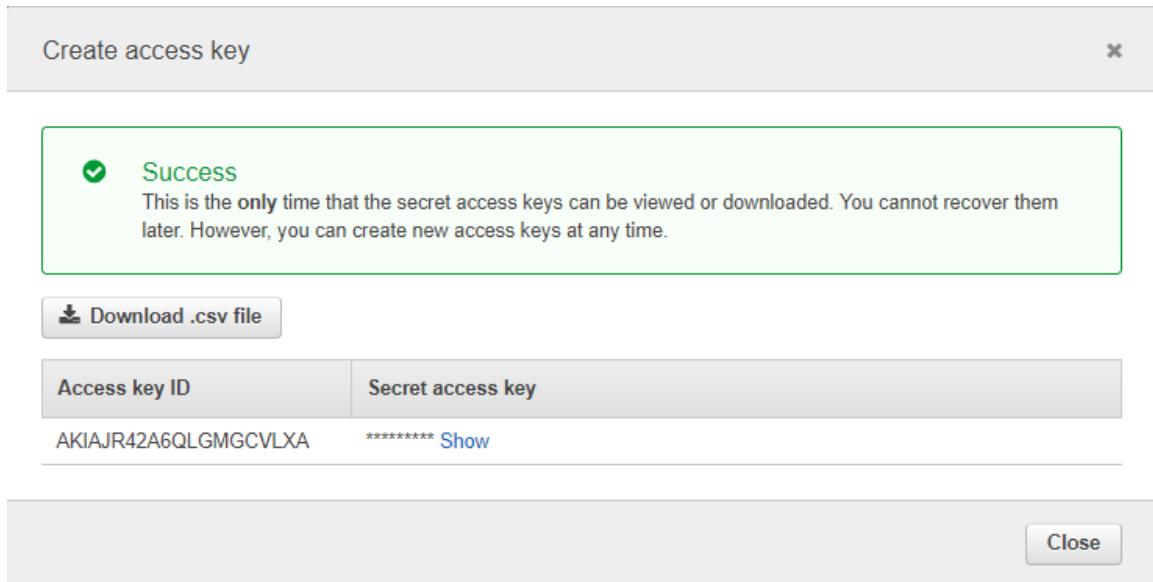 Create access key
Success
This is the only time that the secret access keys can be viewed or downloaded. You cannot recover them
later. However, you can create new access keys at any time.
Download .csv file
Access key ID Secret access key
AKIAJR42A6QLGMGCVLXA ********* Show
Close